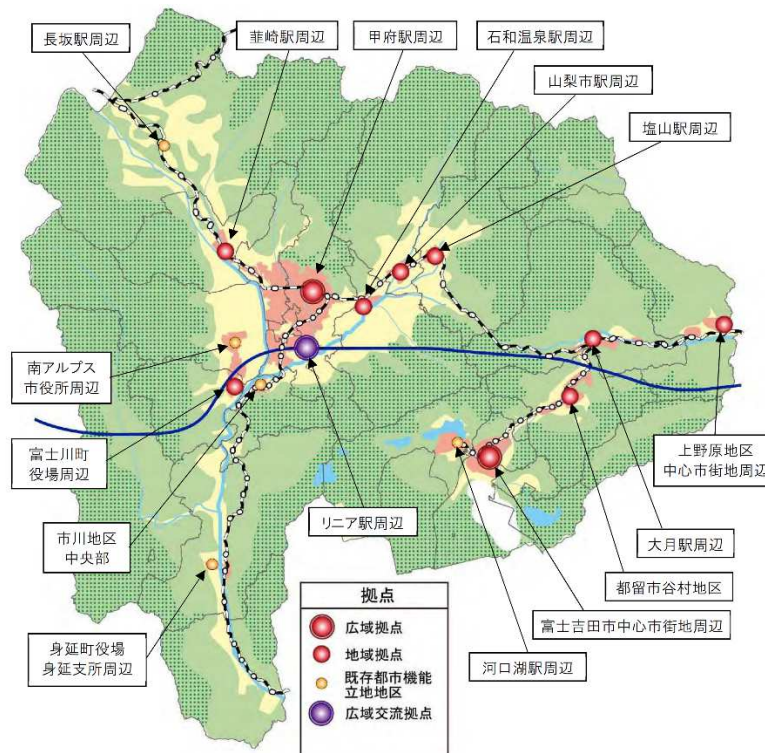 長坂駅周辺
韮崎駅周辺
甲府駅周辺
石和温泉駅周辺
山梨市駅周辺
塩山駅周辺
南アルプス
市役所周辺
富士川町
役場周辺
市川地区
中央部
身延町役場
身延支所周辺
リニア駅周辺
上野原地区
中心市街地周辺
大月駅周辺
都留市谷村地区
富士吉田市中心市街地周辺
河口湖駅周辺
拠点
広域拠点
地域拠点
既存都市機能
立地地区
広域交流拠点